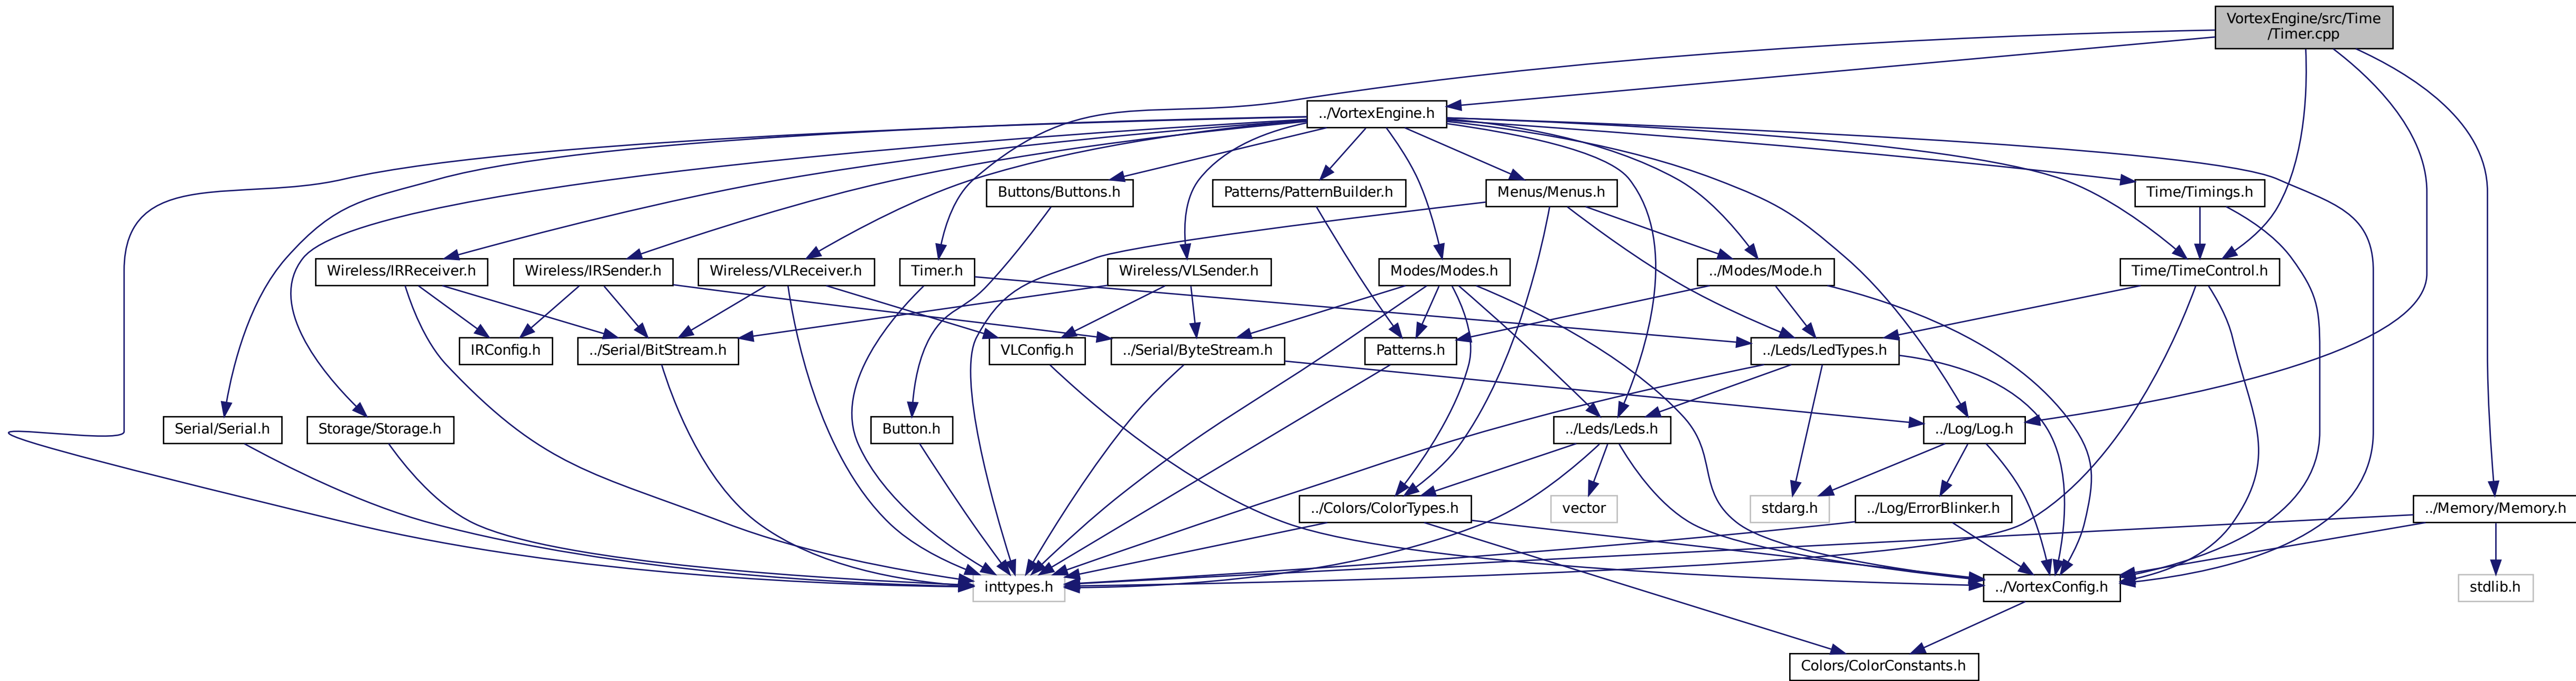 VortexEngine/src/Time
/Timer.cpp
../VortexEngine.h
Buttons/Buttons.h
Patterns/PatternBuilder.h
Menus/Menus.h
Time/Timings.h
Wireless/IRReceiver.h
Wireless/IRSender.h
Wireless/VLReceiver.h
Timer.h
Wireless/VLSender.h
Modes/Modes.h
../Modes/Mode.h
Time/TimeControl.h
IRConfig.h
../Serial/BitStream.h
VLConfig.h
../Serial/ByteStream.h
Patterns.h
../Leds/LedTypes.h
Serial/Serial.h
Storage/Storage.h
Button.h
../Leds/Leds.h
../Log/Log.h
../Colors/ColorTypes.h
vector
stdarg.h
../Log/ErrorBlinker.h
../Memory/Memory.h
inttypes.h
../VortexConfig.h
stdlib.h
Colors/ColorConstants.h